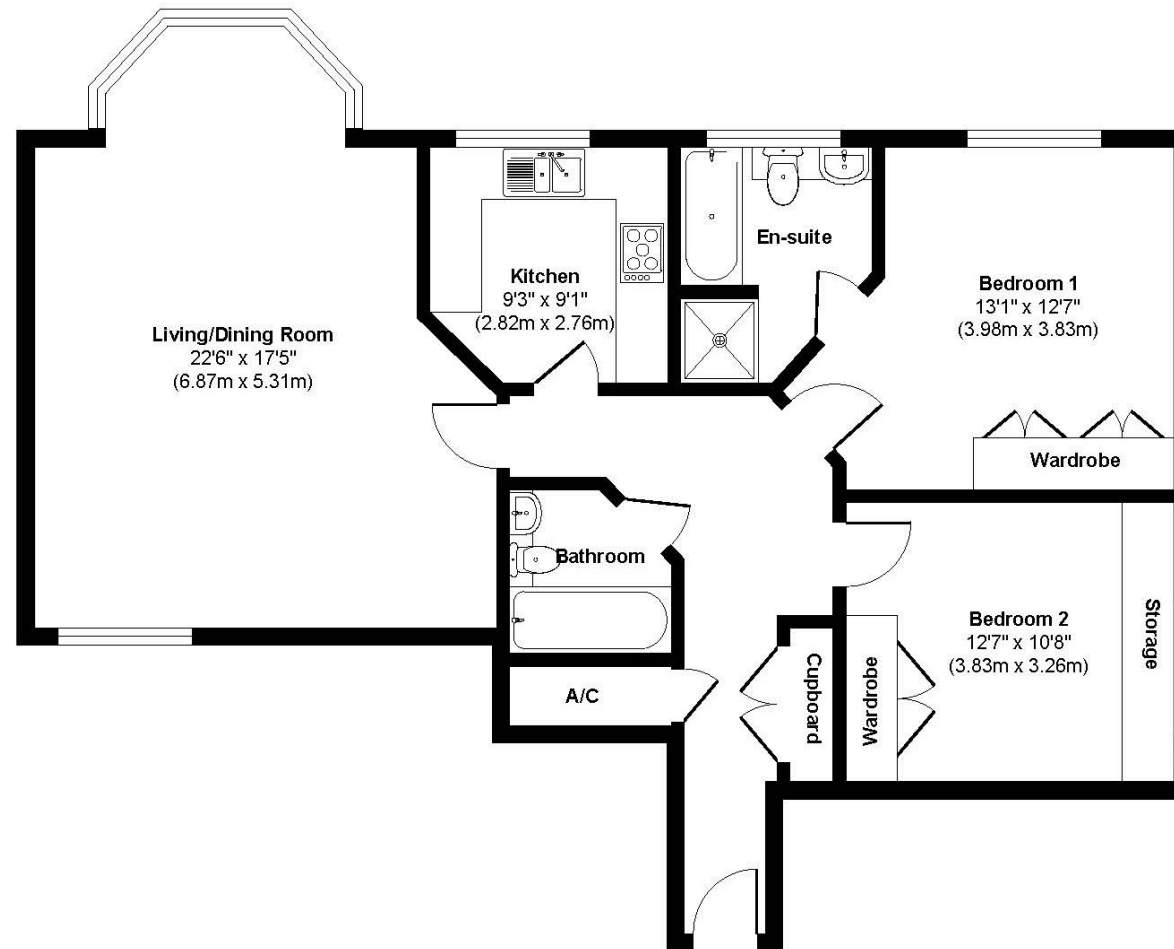 Living/Dining Room
22'6" x 17'5"
(6.87m x 5.31m)
Kitchen
9'3" x 9'1"
(2.82m x 2.76m)
En-suite
Bedroom 1
13'1" x 12'7"
(3.98m x 3.83m)
Wardrobe
Bathroom
A/C
Cupboard
Wardrobe
Bedroom 2
12'7" x 10'8"
(3.83m x 3.26m)
Storage